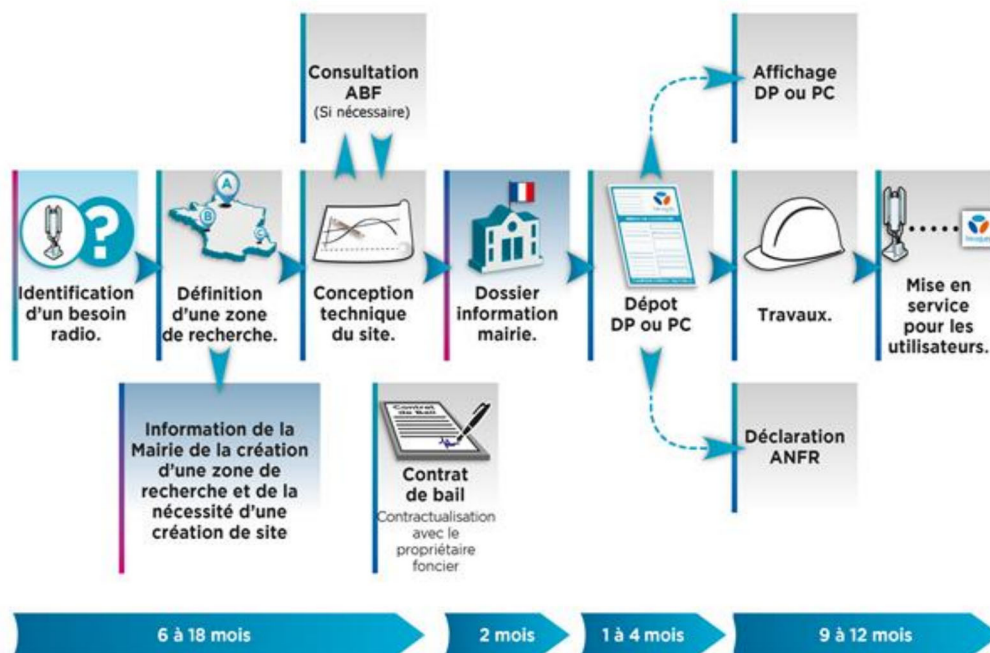 Consultation
ABF
(Si nécessaire)
Affichage
DP ou PC
Identification
d'un besoin
radio.
A
B
C
Définition
d'une zone
de recherche.
Conception
technique
du site.
Dossier
information
mairie.
Dépot
DP ou PC
Travaux.
Mise en
service
pour les
utilisateurs.
Information de la
Mairie de la création
d'une zone de
recherche et de la
nécessité d'une
création de site
Contrat
de Bail
Contrat
de bail
Contractualisation
avec le
propriétaire
foncier
Déclaration
ANFR
6 à 18 mois
2 mois
1 à 4 mois
9 à 12 mois